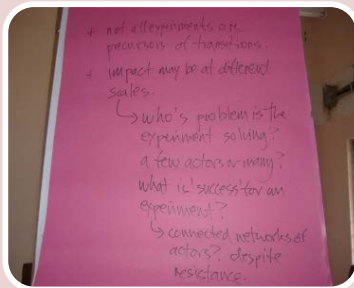 + not all experiments are
precursors of transitions.
+ impact may be at different
scales.
↳ who's problem is the
experiment solving?
a few actors or many?
what is 'success' for an
experiment?
↳ connected networks of
actors? despite
resistance.